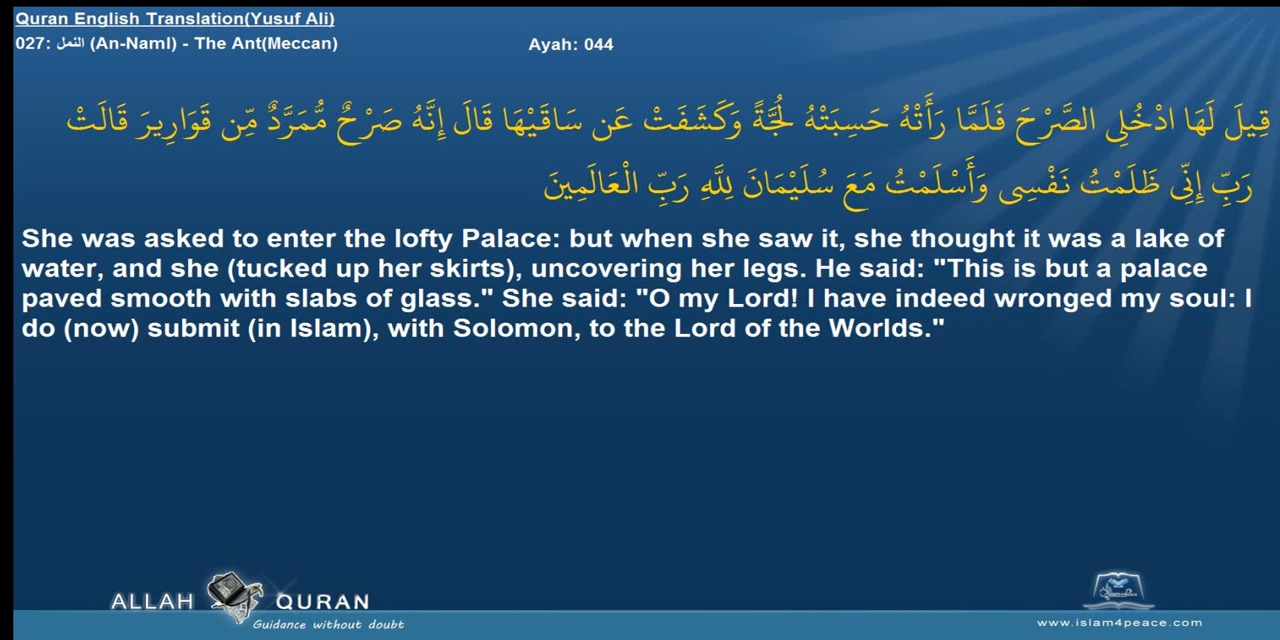 Quran English Translation(Yusuf Ali)
027: النمل (An-Naml) - The Ant(Meccan)
Ayah: 044
قِيلَ لَهَا ادْخُلِى الصَّرْحَ فَلَمَّا رَأَتْهُ حَسِبَتْهُ لُجَّةً وَكَشَفَتْ عَن سَاقَيْهَا قَالَ إِنَّهُ صَرْحٌ مُّمَرَّدٌ مِّن قَوَارِيرَ قَالَتْ
رَبِّ إِنِّى ظَلَمْتُ نَفْسِى وَأَسْلَمْتُ مَعَ سُلَيْمَانَ لِلَّهِ رَبِّ الْعَالَمِينَ
She was asked to enter the lofty Palace: but when she saw it, she thought it was a lake of
water, and she (tucked up her skirts), uncovering her legs. He said: "This is but a palace
paved smooth with slabs of glass." She said: "O my Lord! I have indeed wronged my soul: I
do (now) submit (in Islam), with Solomon, to the Lord of the Worlds."
ALLAH QURAN
Guidance without doubt
www.islam4peace.com